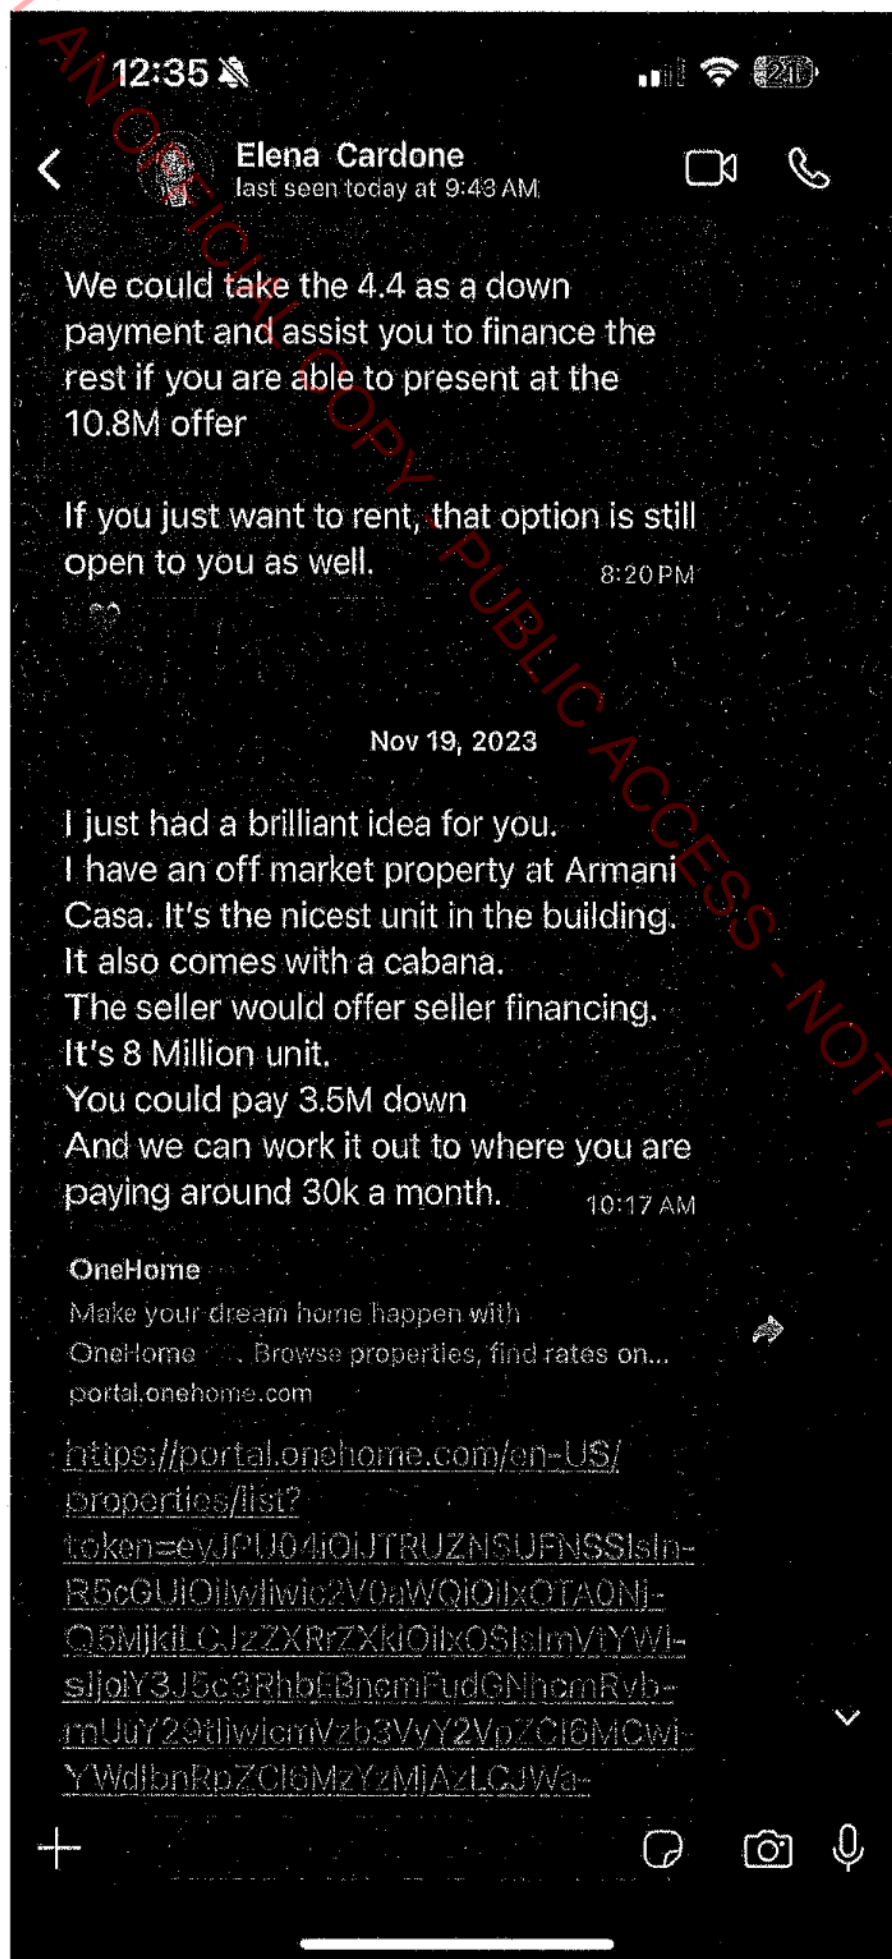 12:35
21
Elena Cardone
last seen today at 9:43 AM
We could take the 4.4 as a down
payment and assist you to finance the
rest if you are able to present at the
10.8M offer
If you just want to rent, that option is still
open to you as well.
8:20 PM
Nov 19, 2023
I just had a brilliant idea for you.
I have an off market property at Armani
Casa. It's the nicest unit in the building.
It also comes with a cabana.
The seller would offer seller financing.
It's 8 Million unit.
You could pay 3.5M down
And we can work it out to where you are
paying around 30k a month.
10:17 AM
OneHome
Make your dream home happen with
OneHome . Browse properties, find rates on...
portal.onehome.com
https://portal.onehome.com/en-US/
properties/list?
AN OFFICIAL COPY - PUBLIC ACCESS - NOT